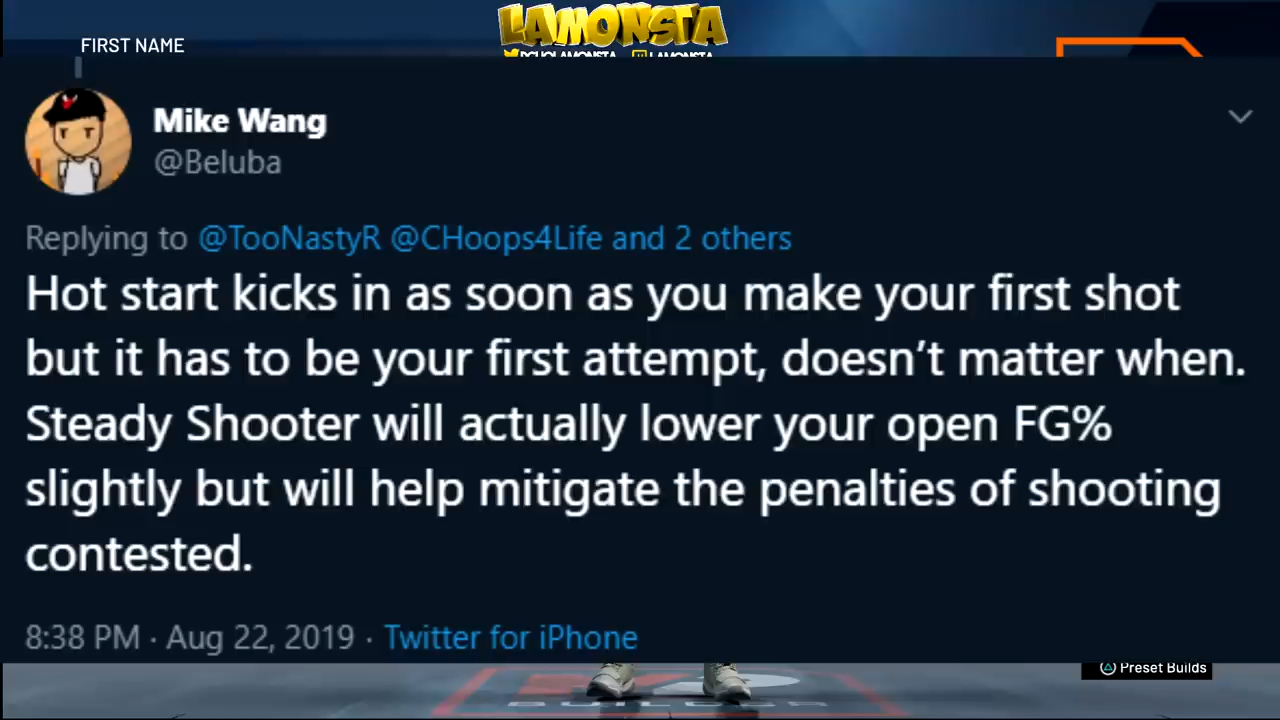 LAMONSTA
FIRST NAME
Mike Wang
@Beluba
Replying to @TooNastyR @CHoops4Life and 2 others
Hot start kicks in as soon as you make your first shot
but it has to be your first attempt, doesn’t matter when.
Steady Shooter will actually lower your open FG%
slightly but will help mitigate the penalties of shooting
contested.
8:38 PM · Aug 22, 2019 · Twitter for iPhone
Preset Builds
BUILDER